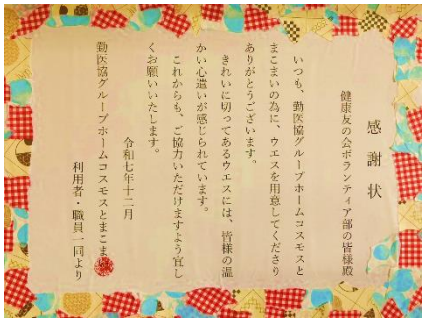 感謝状
健康友の会ボランティア部の皆様殿
いつも、勤医協グループホームコスモスと
まこまいの為に、ウエスを用意してくださり
ありがとうございます。
きれいに切ってあるウエスには、皆様の温
かい心遣いが感じられています。
これからも、ご協力いただけますよう宜し
くお願いいたします。
令和七年十二月
勤医協グループホームコスモスとまこまい
利用者・職員一同より